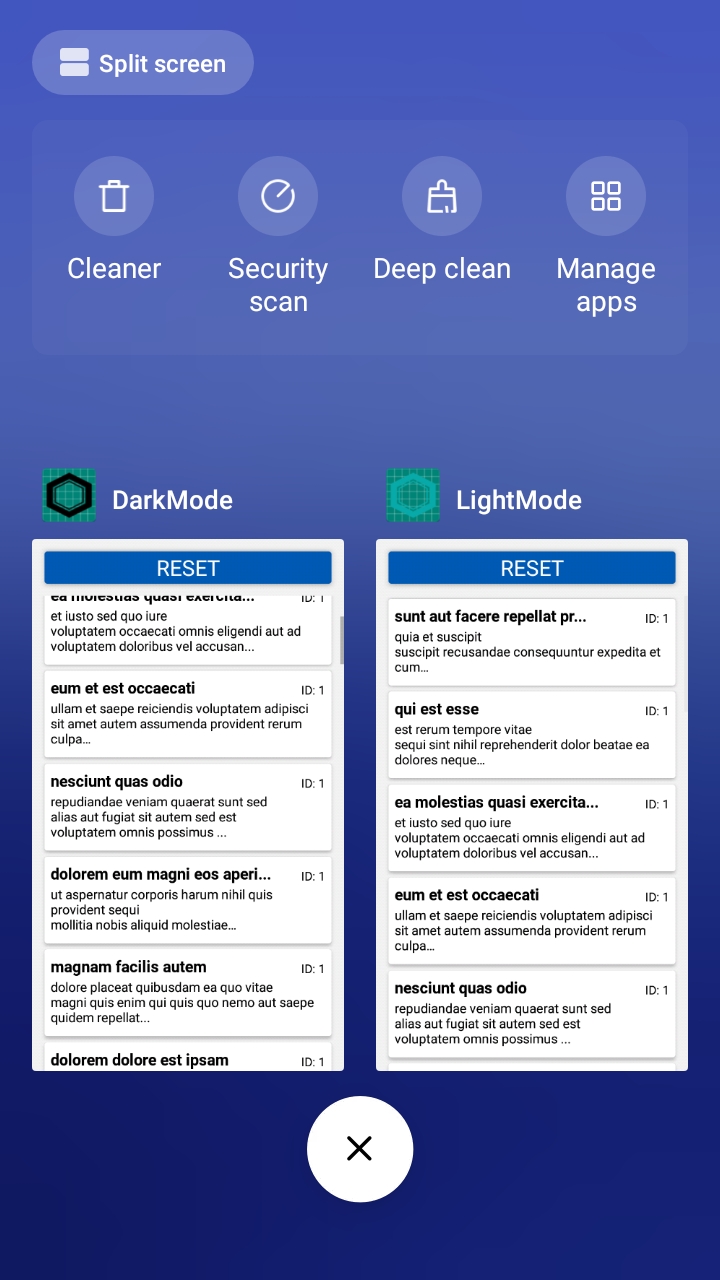 Split screen
Cleaner
Security
scan
Deep clean
Manage
apps
DarkMode
RESET
ea molestias quasi exercita...
ID: 1
et iusto sed quo iure
voluptatem occaecati omnis eligendi aut ad
voluptatem doloribus vel accusan...
eum et est occaecati
ID: 1
ullam et saepe reiciendis voluptatem adipisci
sit amet autem assumenda provident rerum
culpa...
nesciunt quas odio
ID: 1
repudiandae veniam quaerat sunt sed
alias aut fugiat sit autem sed est
voluptatem omnis possimus ...
dolorem eum magni eos aperi...
ID: 1
ut aspernatur corporis harum nihil quis
provident sequi
mollitia nobis aliquid molestiae...
magnam facilis autem
ID: 1
dolore placeat quibusdam ea quo vitae
magni quis enim qui quis quo nemo aut saepe
quidem repellat...
dolorem dolore est ipsam
ID: 1
LightMode
RESET
sunt aut facere repellat pr...
ID: 1
quia et suscipit
suscipit recusandae consequuntur expedita et
cum...
qui est esse
ID: 1
est rerum tempore vitae
sequi sint nihil reprehenderit dolor beatae ea
dolores neque...
ea molestias quasi exercita...
ID: 1
et iusto sed quo iure
voluptatem occaecati omnis eligendi aut ad
voluptatem doloribus vel accusan...
eum et est occaecati
ID: 1
ullam et saepe reiciendis voluptatem adipisci
sit amet autem assumenda provident rerum
culpa...
nesciunt quas odio
ID: 1
repudiandae veniam quaerat sunt sed
alias aut fugiat sit autem sed est
voluptatem omnis possimus ...